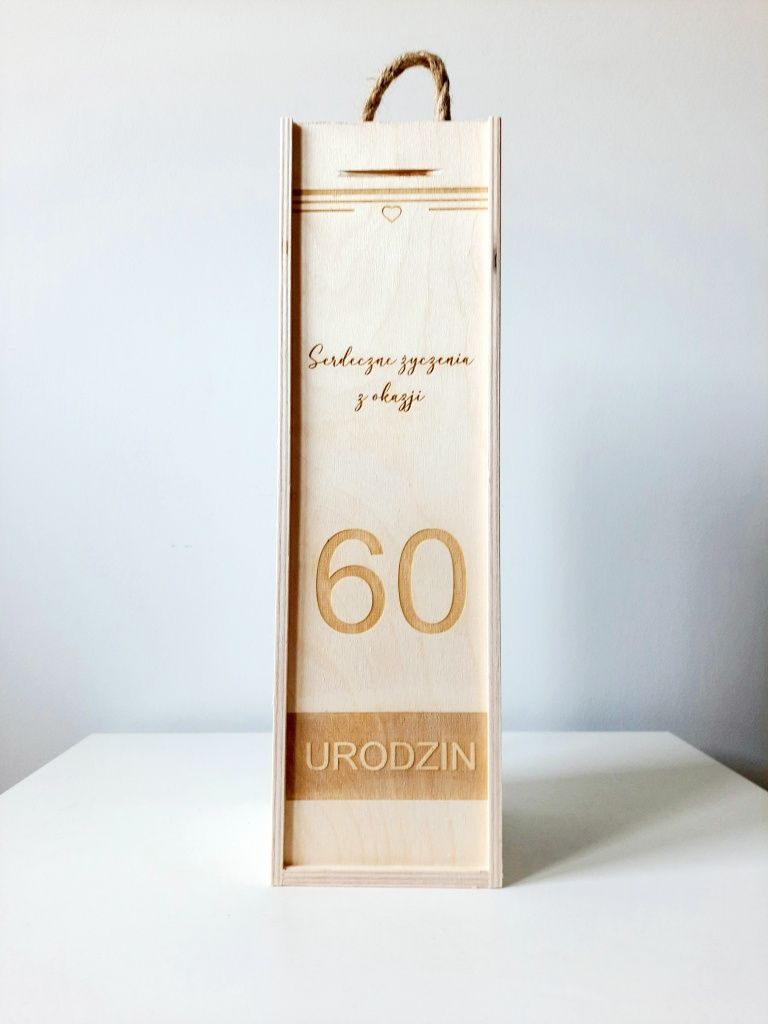 Serdeczne życzenia
z okazji
60
URODZIN